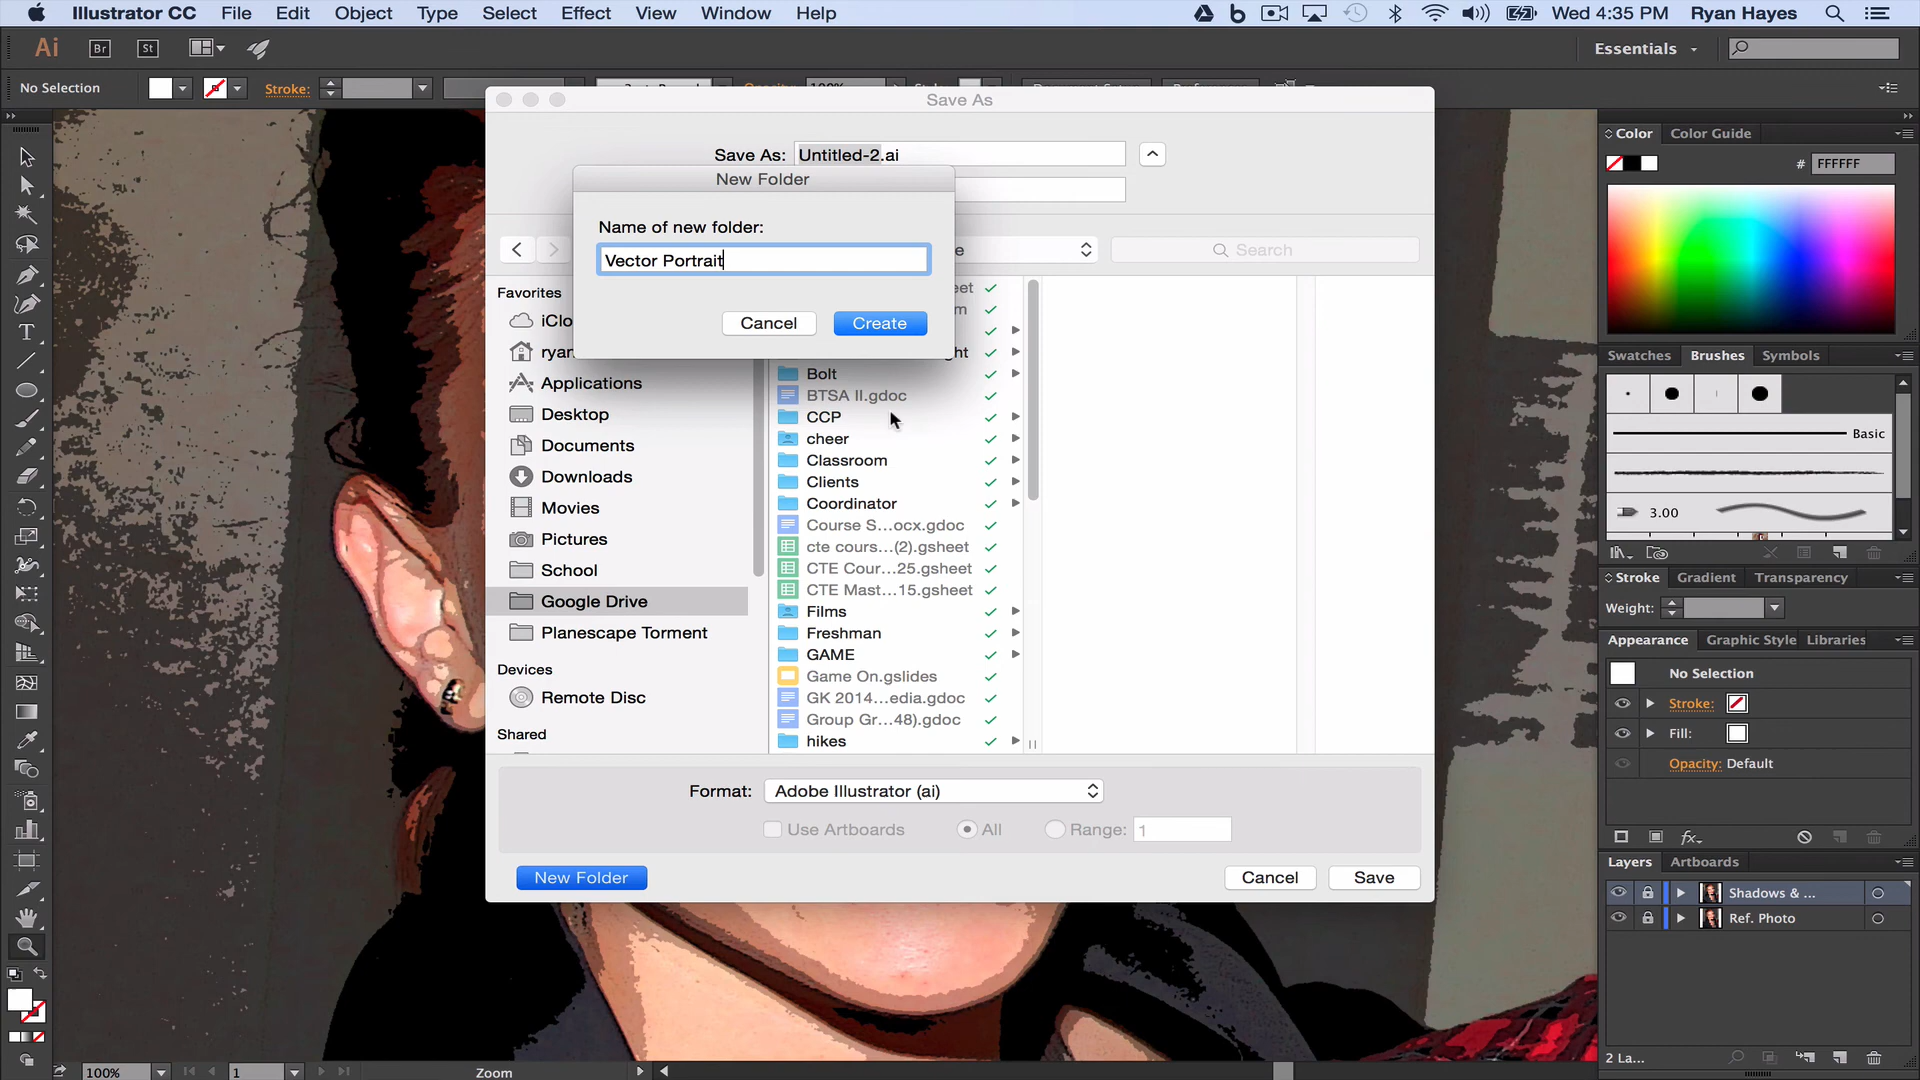 Illustrator CC File Edit Object Type Select Effect View Window Help Wed 4:35 PM Ryan Hayes
Ai Br St Essentials
No Selection Stroke:
Save As
Save As: Untitled-2.ai
New Folder
Name of new folder:
Vector Portrait
Cancel Create
Search
Favorites
Applications
Desktop
Documents
Downloads
Movies
Pictures
School
Google Drive
Planescape Torment
Devices
Remote Disc
Shared
Bolt
BTSA II.gdoc
CCP
cheer
Classroom
Clients
Coordinator
Course S...ocx.gdoc
cte cours...(2).gsheet
CTE Cour...25.gsheet
CTE Mast...15.gsheet
Films
Freshman
GAME
Game On.gslides
GK 2014...edia.gdoc
Group Gr...48).gdoc
hikes
Format: Adobe Illustrator (ai)
Use Artboards All Range: 1
New Folder Cancel Save
Color Color Guide
# FFFFFF
Swatches Brushes Symbols
Basic
3.00
Stroke Gradient Transparency
Weight:
Appearance Graphic Style Libraries
No Selection
Stroke:
Fill:
Opacity: Default
fx
Layers Artboards
Shadows & ...
Ref. Photo
2 La...
100% 1 Zoom